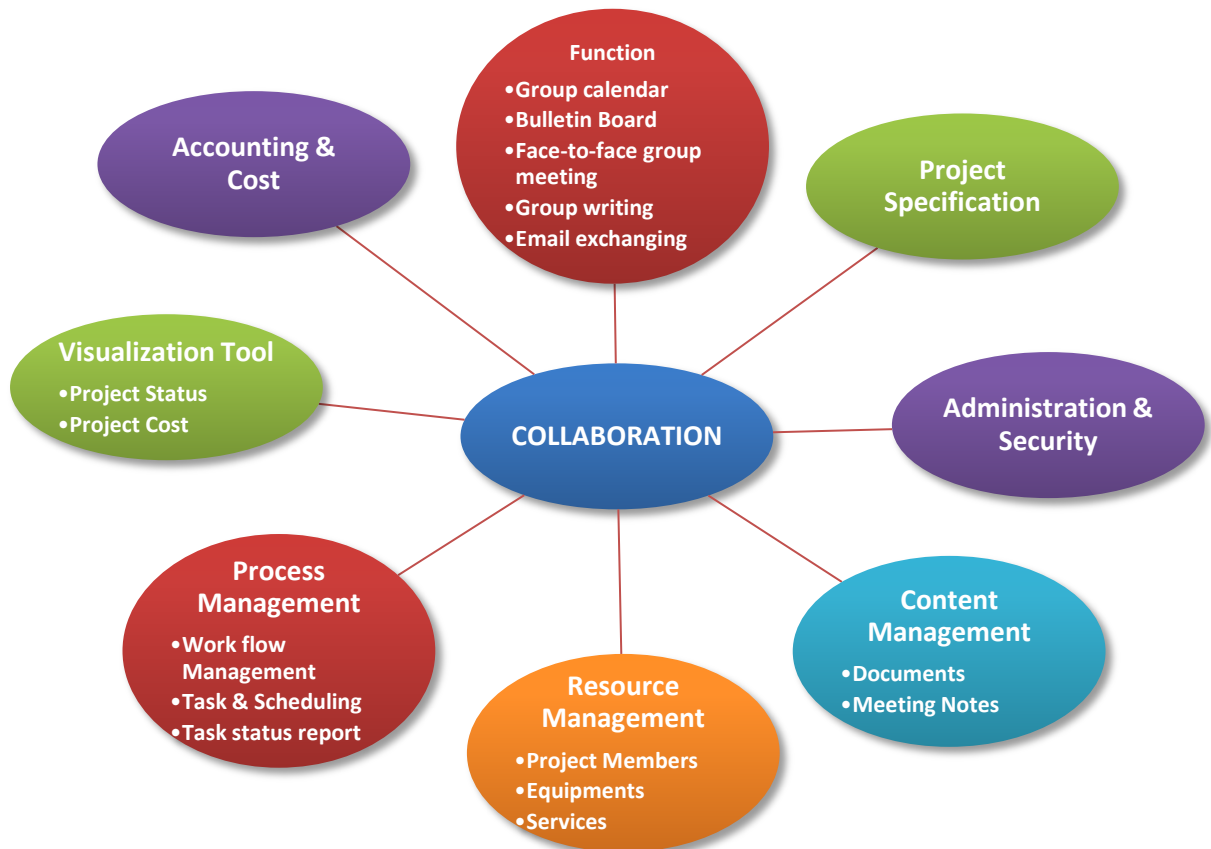 Function
•Group calendar
•Bulletin Board
•Face-to-face group
meeting
•Group writing
•Email exchanging
Accounting &
Cost
Project
Specification
Visualization Tool
•Project Status
•Project Cost
COLLABORATION
Administration &
Security
Process
Management
•Work flow
Management
•Task & Scheduling
•Task status report
Resource
Management
•Project Members
•Equipments
•Services
Content
Management
•Documents
•Meeting Notes